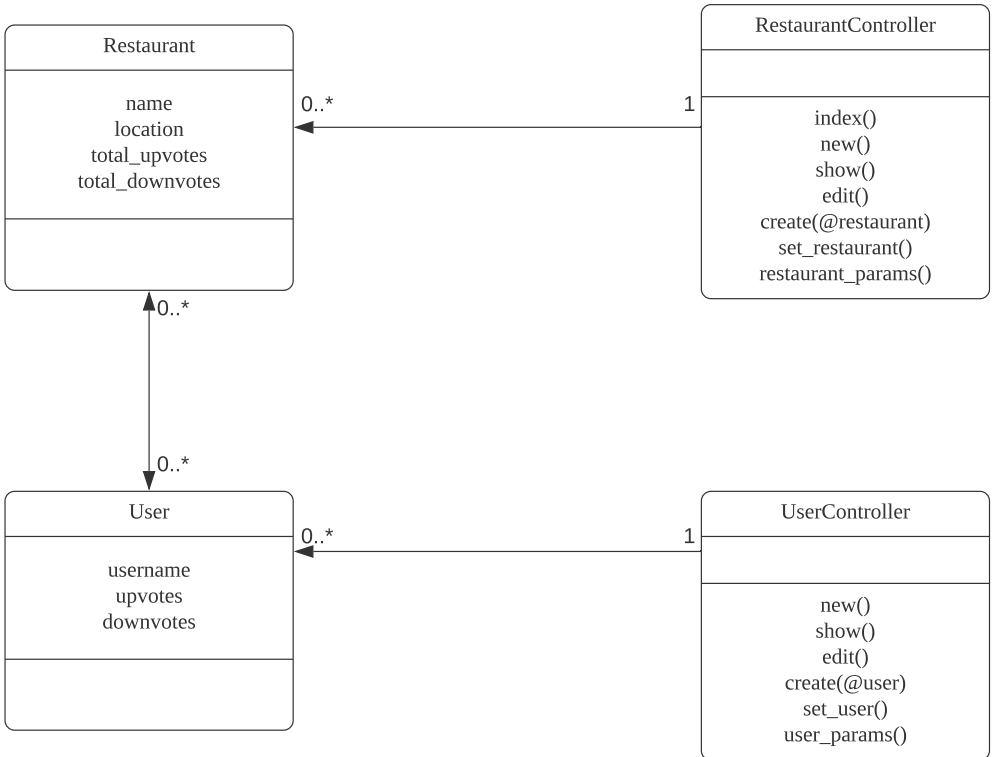 Restaurant
name
location
total_upvotes
total_downvotes
0..*
1
RestaurantController
index()
new()
show()
edit()
create(@restaurant)
set_restaurant()
restaurant_params()
0..*
0..*
User
username
upvotes
downvotes
0..*
1
UserController
new()
show()
edit()
create(@user)
set_user()
user_params()